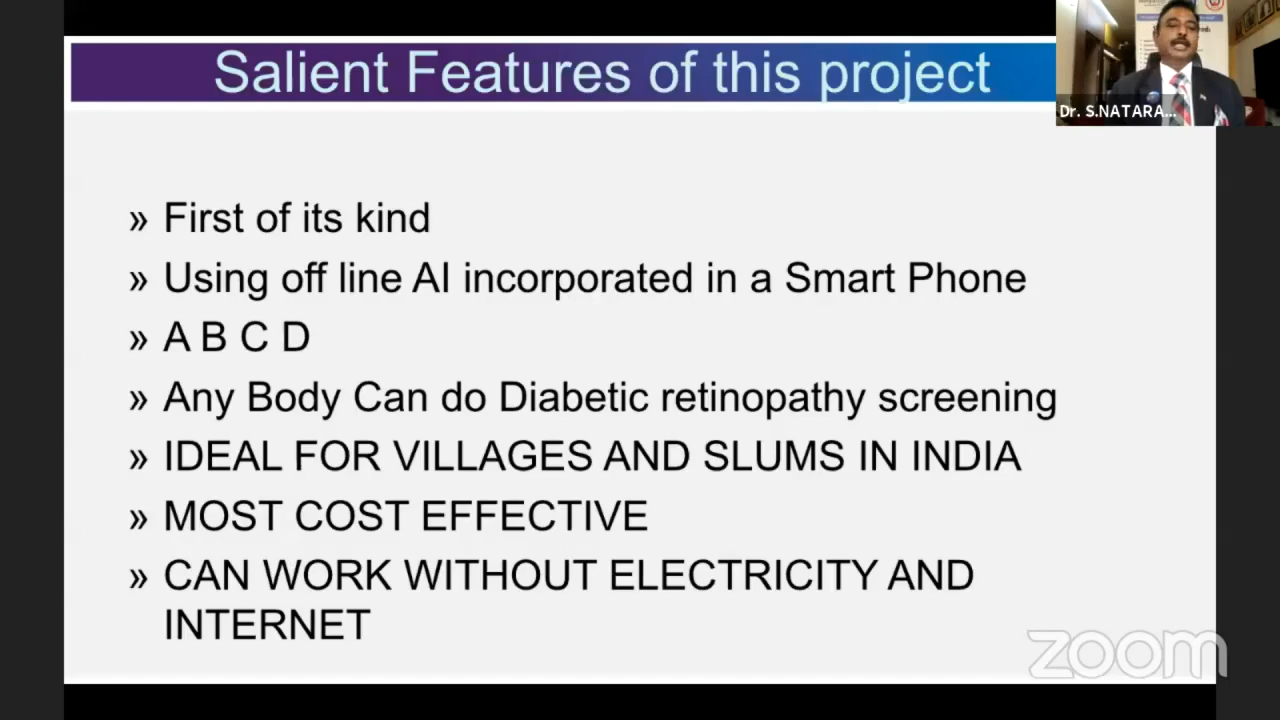 Salient Features of this project
Dr. S.NATARA...
» First of its kind
» Using off line AI incorporated in a Smart Phone
» A B C D
» Any Body Can do Diabetic retinopathy screening
» IDEAL FOR VILLAGES AND SLUMS IN INDIA
» MOST COST EFFECTIVE
» CAN WORK WITHOUT ELECTRICITY AND
INTERNET
zoom